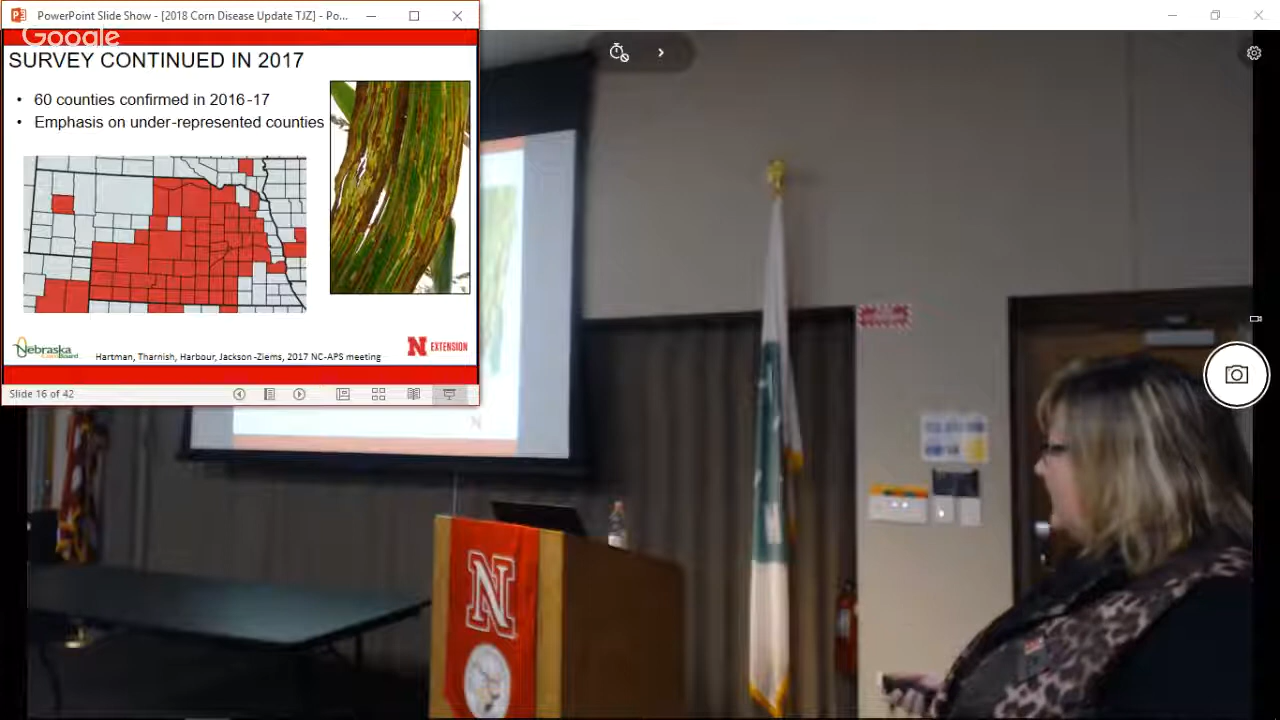 PowerPoint Slide Show - [2018 Corn Disease Update TJZ] - Po...
Google
SURVEY CONTINUED IN 2017
• 60 counties confirmed in 2016-17
• Emphasis on under-represented counties
Nebraska
Hartman, Tharnish, Harbour, Jackson-Ziems, 2017 NC-APS meeting
N EXTENSION
Slide 16 of 42
N
N